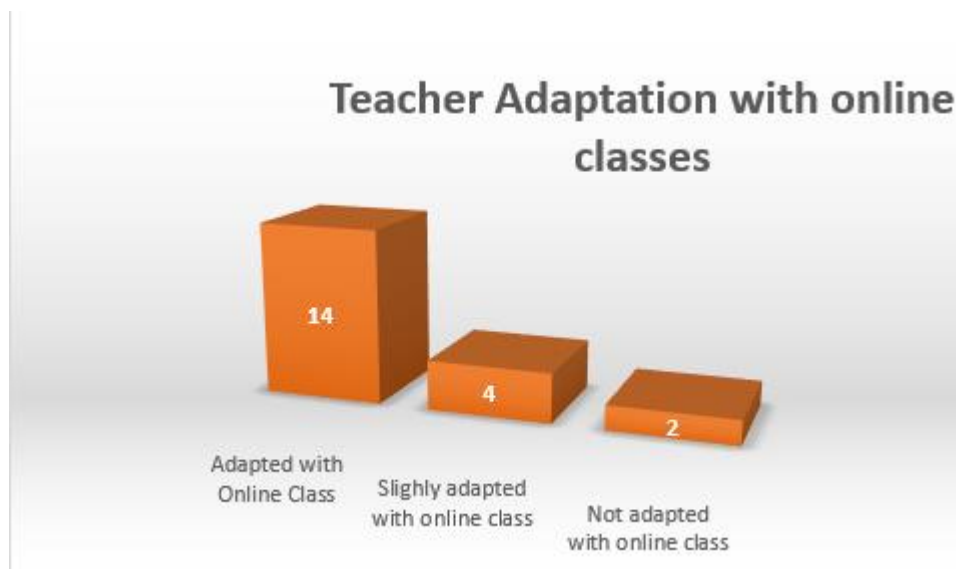 Teacher Adaptation with online
classes
14
4
2
Adapted with
Online Class
Slighly adapted
with online class
Not adapted
with online class